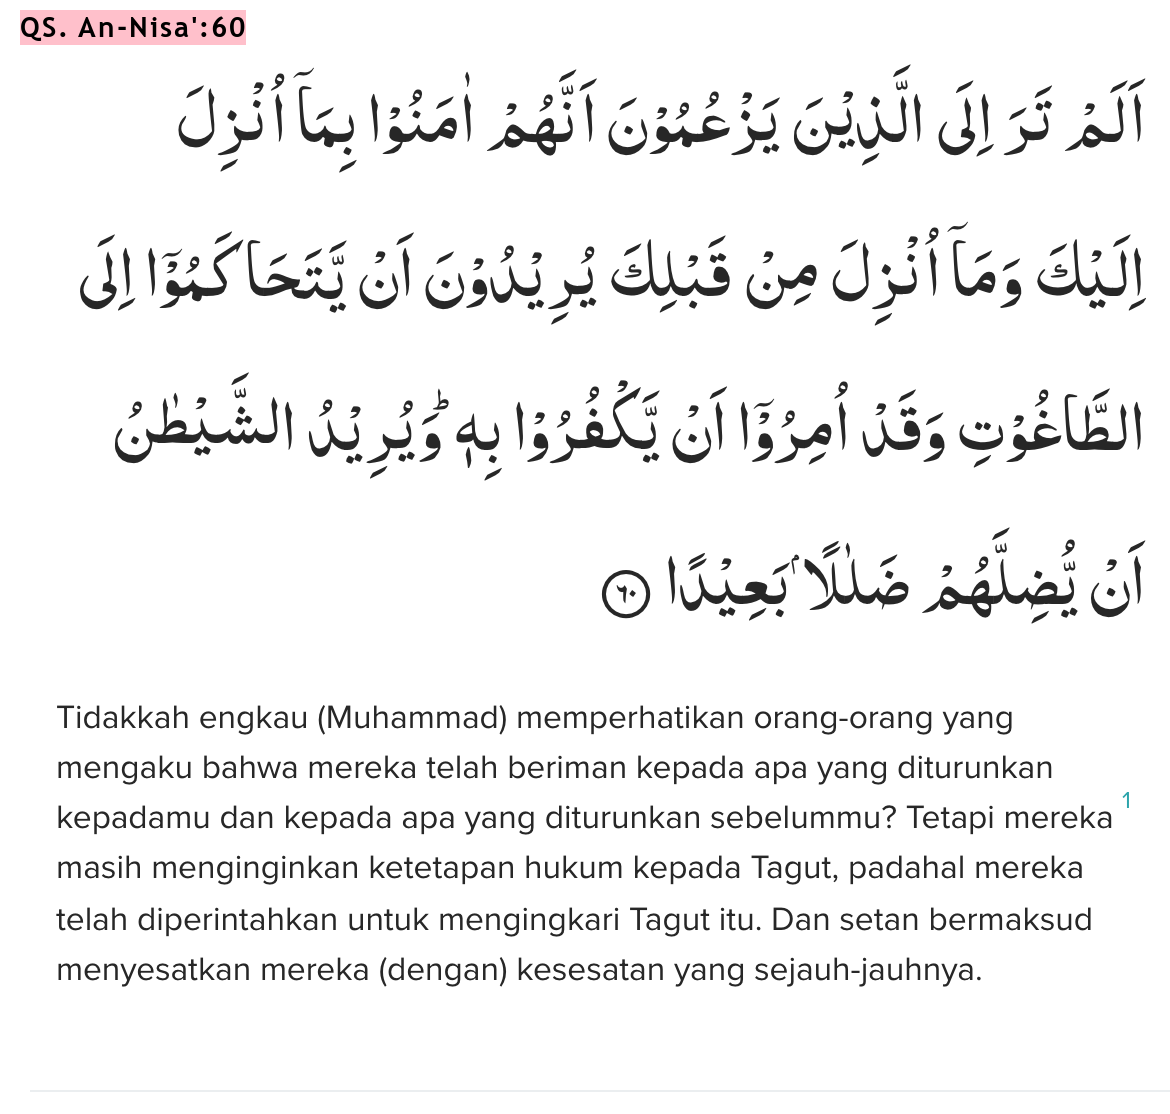 QS. An-Nisa':60
اَلَمْ تَرَ اِلَى الَّذِيْنَ يَزْعُمُوْنَ اَنَّهُمْ اٰمَنُوْا بِمَآ اُنْزِلَ
اِلَيْكَ وَمَآ اُنْزِلَ مِنْ قَبْلِكَ يُرِيْدُوْنَ اَنْ يَّتَحَاكَمُوْٓا اِلَى
الطَّاغُوْتِ وَقَدْ اُمِرُوْٓا اَنْ يَّكْفُرُوْا بِهٖۗ وَيُرِيْدُ الشَّيْطٰنُ
اَنْ يُّضِلَّهُمْ ضَلٰلًاۢ بَعِيْدًا ٦٠
Tidakkah engkau (Muhammad) memperhatikan orang-orang yang
mengaku bahwa mereka telah beriman kepada apa yang diturunkan
kepadamu dan kepada apa yang diturunkan sebelummu? Tetapi mereka 1
masih menginginkan ketetapan hukum kepada Tagut, padahal mereka
telah diperintahkan untuk mengingkari Tagut itu. Dan setan bermaksud
menyesatkan mereka (dengan) kesesatan yang sejauh-jauhnya.